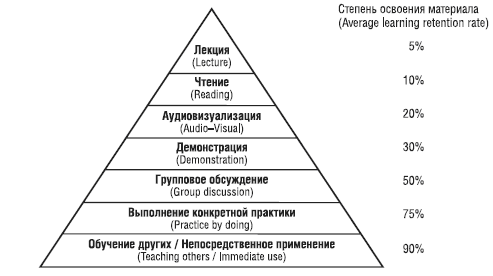 Степень освоения материала
(Average learning retention rate)
Лекция
(Lecture)
5%
Чтение
(Reading)
10%
Аудиовизуализация
(Audio–Visual)
20%
Демонстрация
(Demonstration)
30%
Групповое обсуждение
(Group discussion)
50%
Выполнение конкретной практики
(Practice by doing)
75%
Обучение других / Непосредственное применение
(Teaching others / Immediate use)
90%